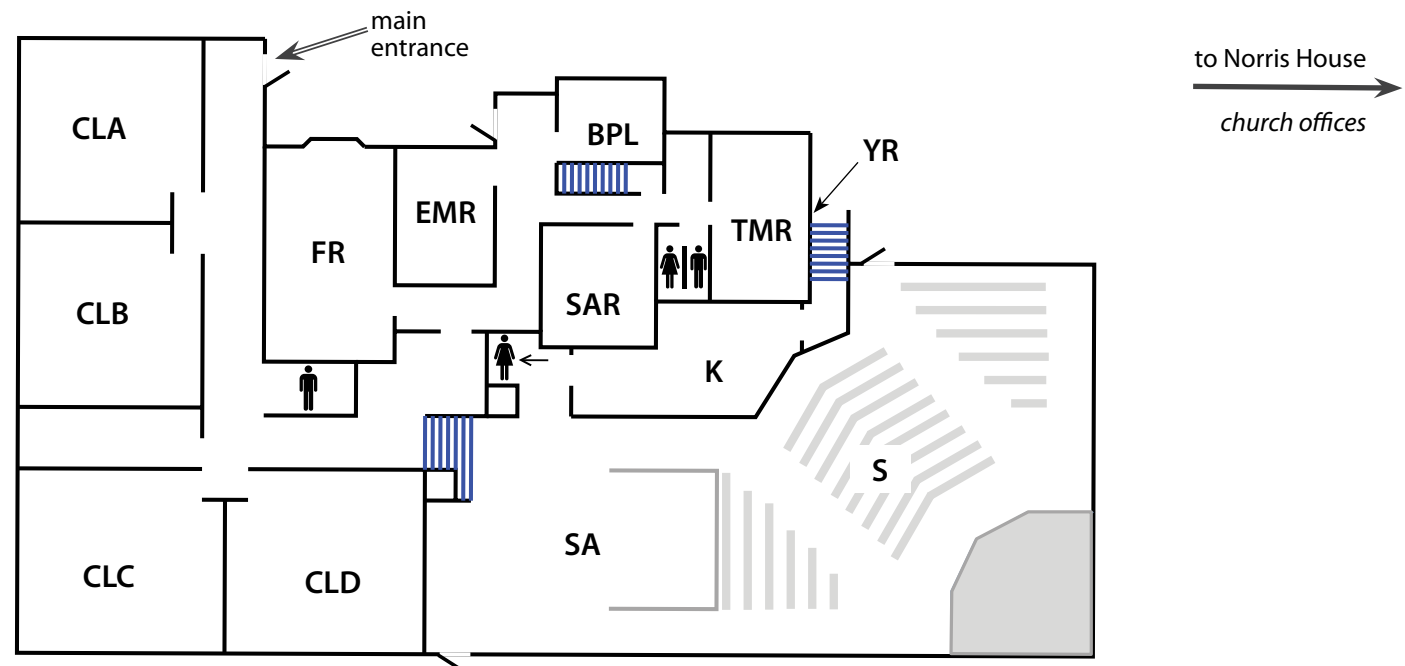 main
entrance
to Norris House
church offices
CLA
BPL
YR
EMR
TMR
FR
SAR
CLB
K
S
SA
CLC
CLD